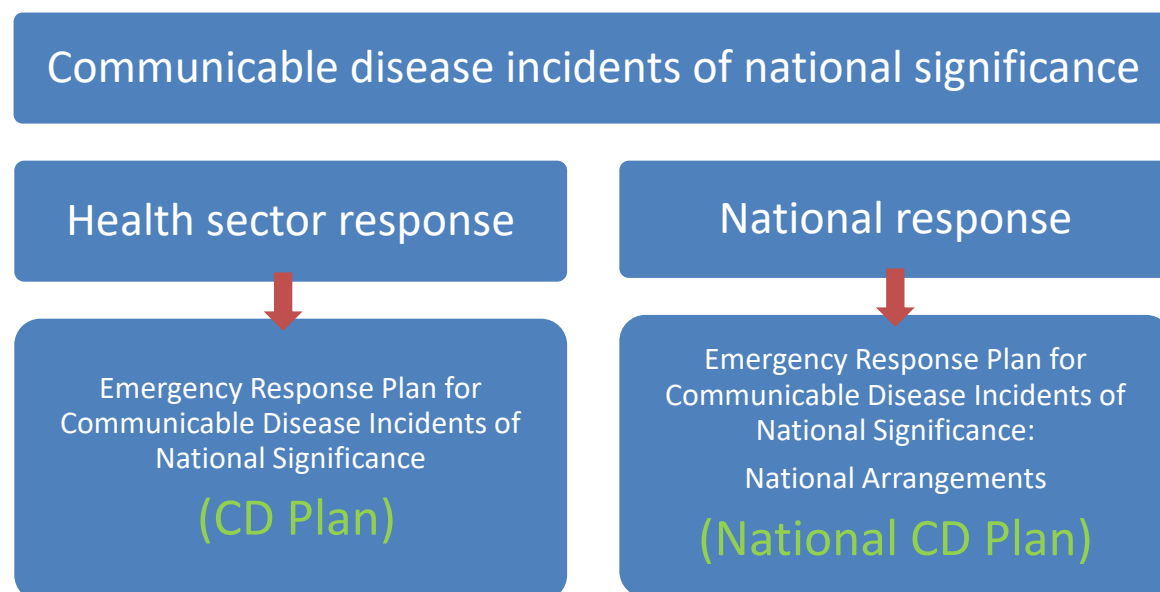 Communicable disease incidents of national significance
Health sector response
Emergency Response Plan for
Communicable Disease Incidents of
National Significance
(CD Plan)
National response
Emergency Response Plan for
Communicable Disease Incidents of
National Significance:
National Arrangements
(National CD Plan)